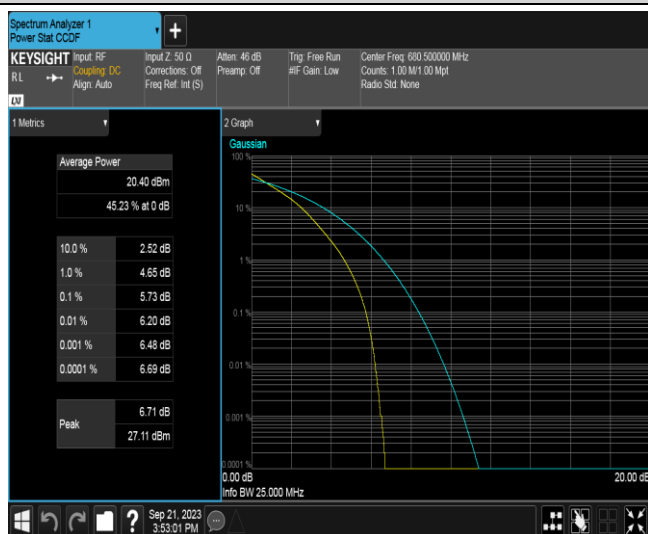 Spectrum Analyzer 1
Power Stat CCDF
+
KEYSIGHT
RL
LXI
Input: RF
Coupling: DC
Align: Auto
Input Z: 50 Ω
Corrections: Off
Freq Ref: Int (S)
Atten: 46 dB
Preamp: Off
Trig: Free Run
#IF Gain: Low
Center Freq: 680.500000 MHz
Counts: 1.00 M/1.00 Mpt
Radio Std: None
1 Metrics
Average Power
20.40 dBm
45.23 % at 0 dB
10.0 % 2.52 dB
1.0 % 4.65 dB
0.1 % 5.73 dB
0.01 % 6.20 dB
0.001 % 6.48 dB
0.0001 % 6.69 dB
Peak
6.71 dB
27.11 dBm
2 Graph
Gaussian
100 %
10 %
1 %
0.1 %
0.01 %
0.001 %
0.0001 %
0.00 dB
20.00 dB
Info BW 25.000 MHz
?
Sep 21, 2023
3:53:01 PM